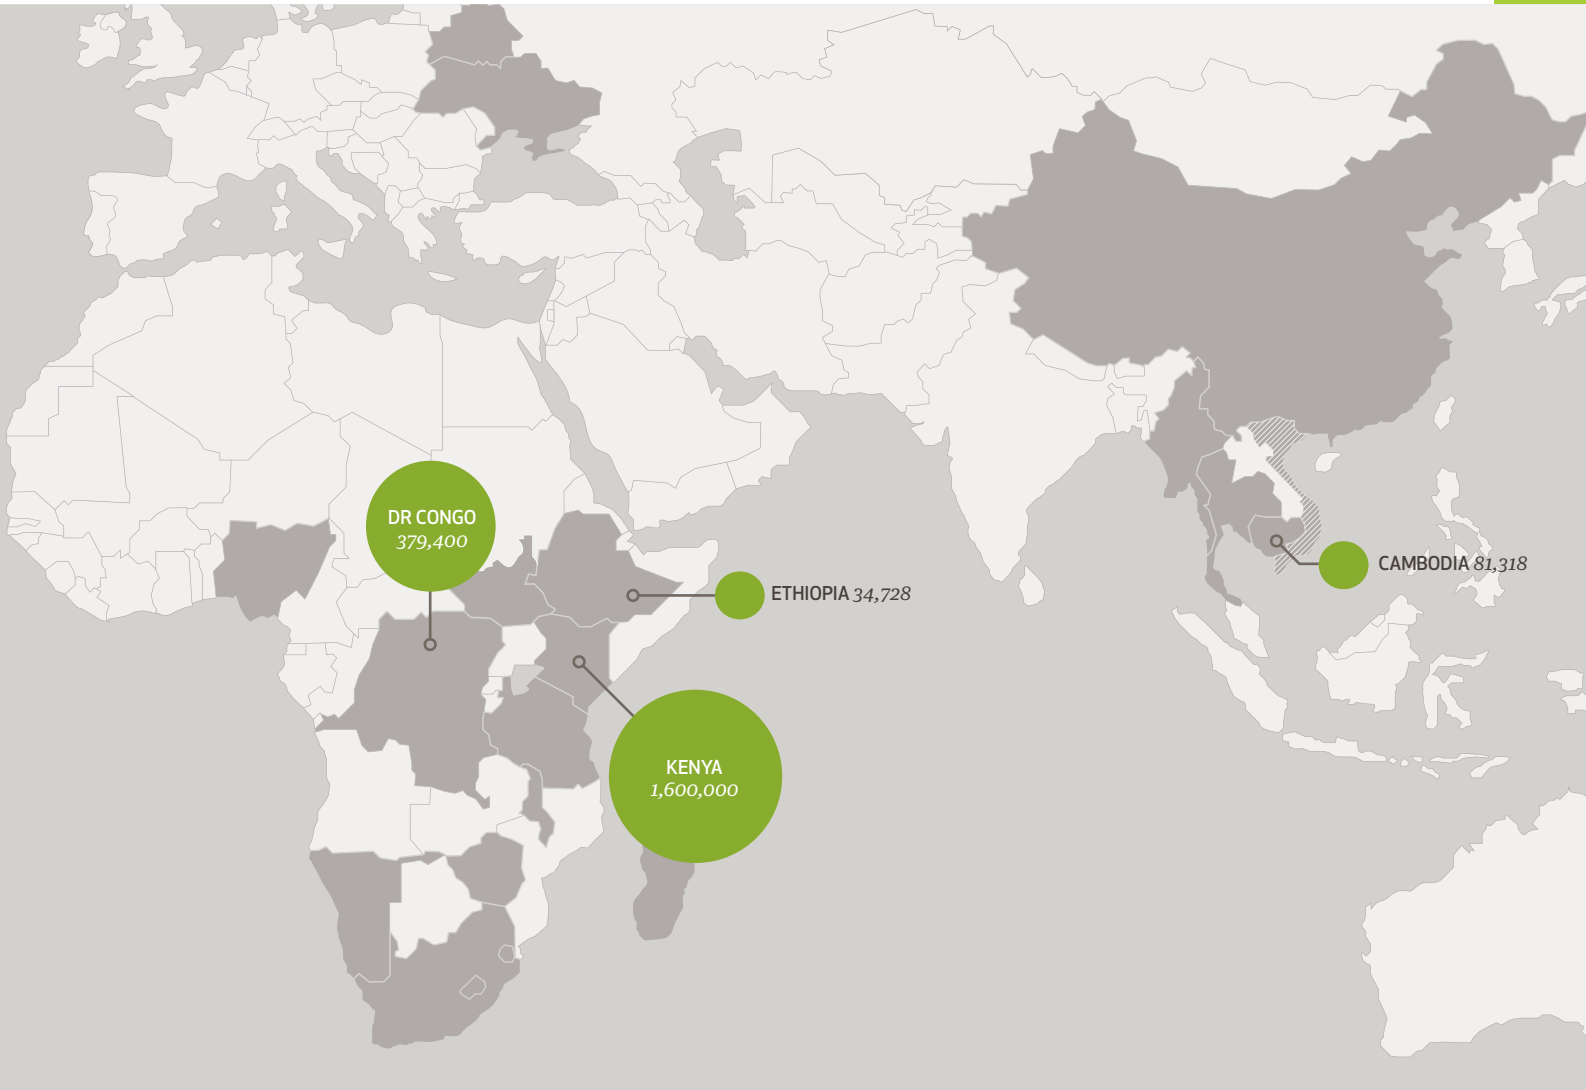 DR CONGO
379,400
ETHIOPIA 34,728
CAMBODIA 81,318
KENYA
1,600,000